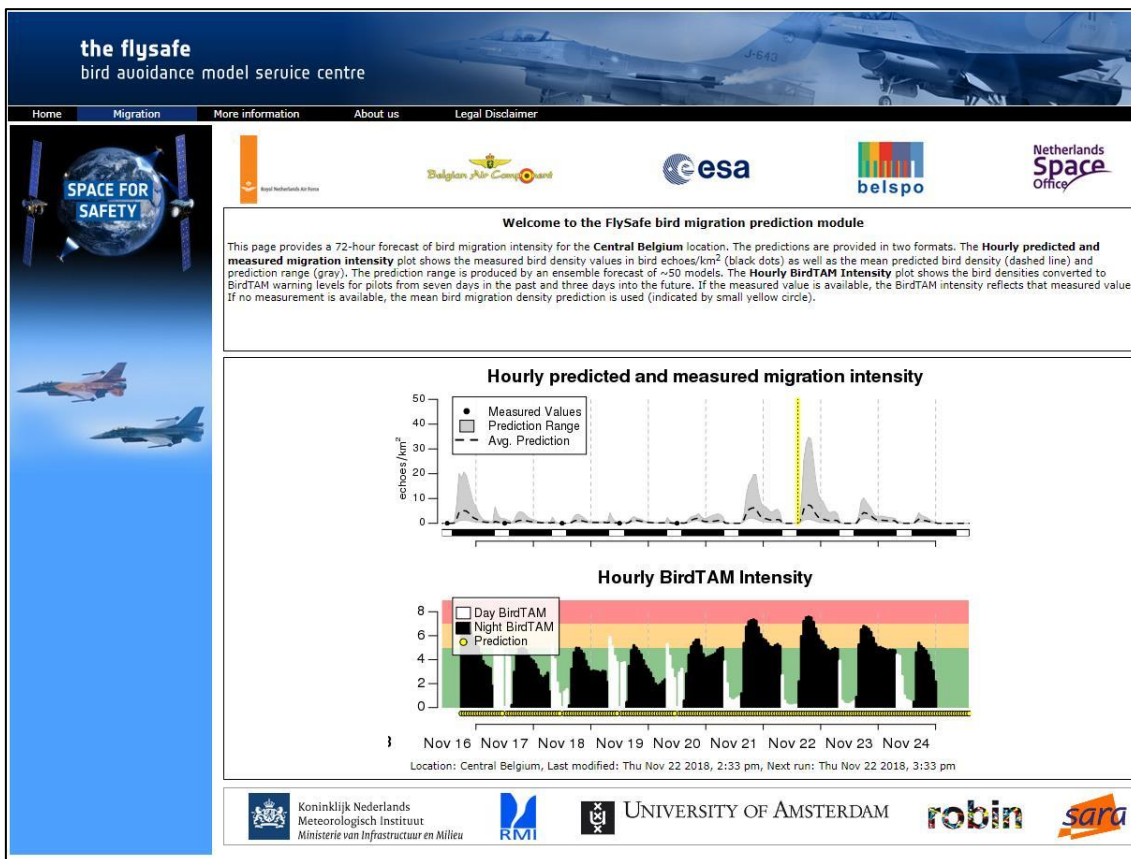 the flysafe
bird avoidance model service centre
J-643
Home Migration More information About us Legal Disclaimer
SPACE FOR
SAFETY
Royal Netherlands Air Force
Belgian Air Component
esa
belspo
Netherlands
Space
Office
Welcome to the FlySafe bird migration prediction module
This page provides a 72-hour forecast of bird migration intensity for the Central Belgium location. The predictions are provided in two formats. The Hourly predicted and
measured migration intensity plot shows the measured bird density values in bird echoes/km² (black dots) as well as the mean predicted bird density (dashed line) and
prediction range (gray). The prediction range is produced by an ensemble forecast of ~50 models. The Hourly BirdTAM Intensity plot shows the bird densities converted to
BirdTAM warning levels for pilots from seven days in the past and three days into the future. If the measured value is available, the BirdTAM intensity reflects that measured value
If no measurement is available, the mean bird migration density prediction is used (indicated by small yellow circle).
Hourly predicted and measured migration intensity
echoes/km²
50
40
30
20
10
0
Measured Values
Prediction Range
Avg. Prediction
Hourly BirdTAM Intensity
8
6
4
2
0
Day BirdTAM
Night BirdTAM
Prediction
Nov 16 Nov 17 Nov 18 Nov 19 Nov 20 Nov 21 Nov 22 Nov 23 Nov 24
Location: Central Belgium, Last modified: Thu Nov 22 2018, 2:33 pm, Next run: Thu Nov 22 2018, 3:33 pm
Koninklijk Nederlands
Meteorologisch Instituut
Ministerie van Infrastructuur en Milieu
RMI
UNIVERSITY OF AMSTERDAM
robin
sara